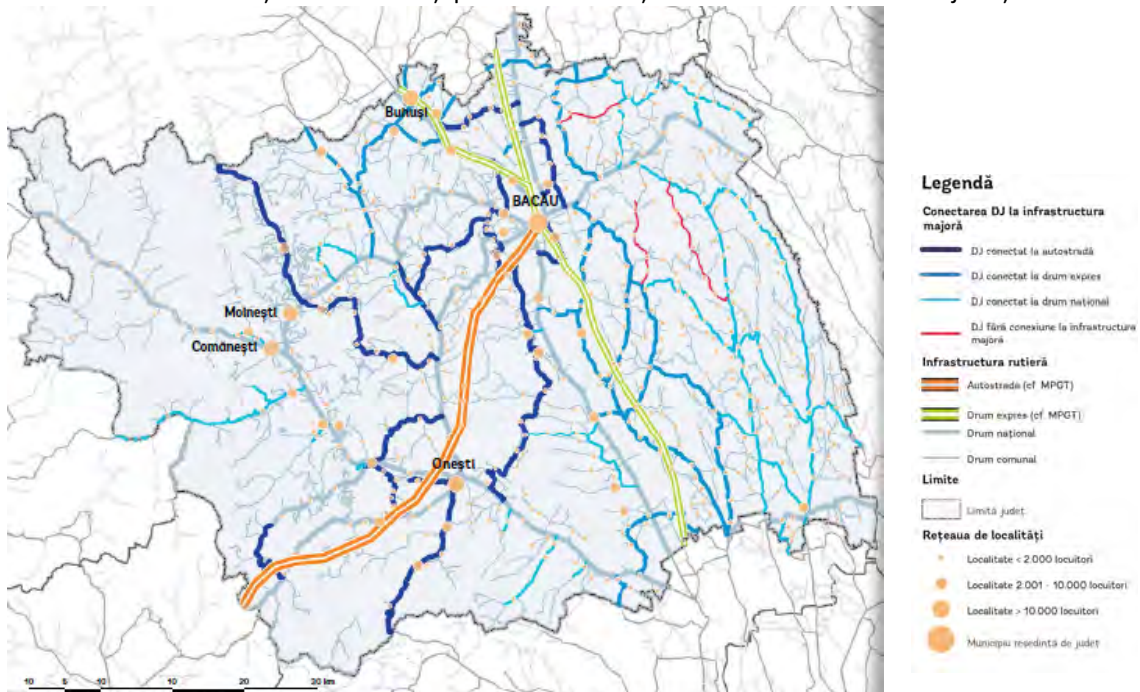 Buhuși
BACĂU
Moinești
Comănești
Onești
10 5 10 10 20 30 km
Legendă
Conectarea DJ la infrastructura
majoră
DJ conectat la autostradă
DJ conectat la drum expres
DJ conectat la drum național
DJ fără conexiune la infrastructura
majoră
Infrastructura rutieră
Autostrada (cf. MPGT)
Drum expres (cf. MPGT)
Drum național
Drum comunal
Limite
Limită județ
Rețeaua de localități
Localitate < 2.000 locuitori
Localitate 2.001 - 10.000 locuitori
Localitate > 10.000 locuitori
Municipiu reședință de județ